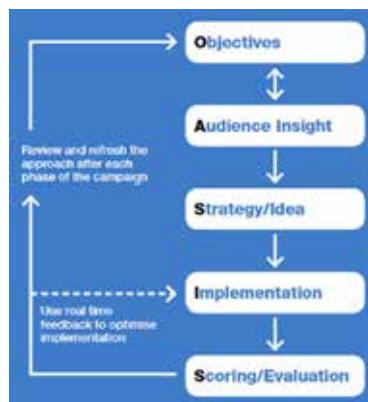 Objectives
Audience Insight
Review and refresh the
approach after each
phase of the campaign
Strategy/Idea
Implementation
Use real time
feedback to optimise
implementation
Scoring/Evaluation